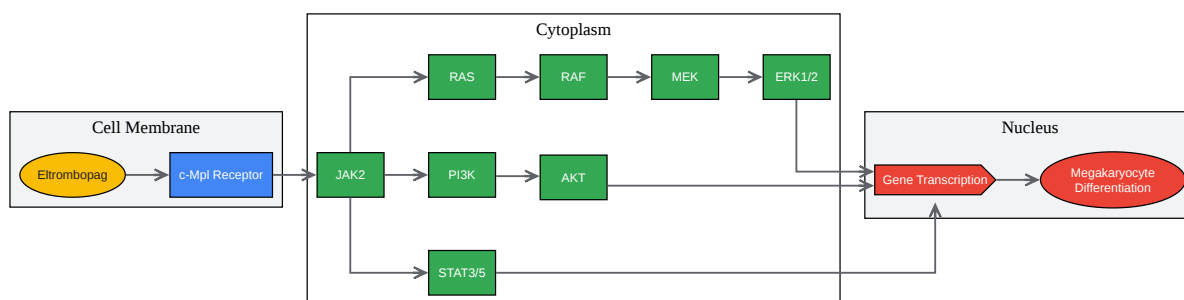 Cytoplasm
RAS
RAF
MEK
ERK1/2
Cell Membrane
Nucleus
Eltrombopag
c-Mpl Receptor
JAK2
PI3K
AKT
Gene Transcription
Megakaryocyte
Differentiation
STAT3/5